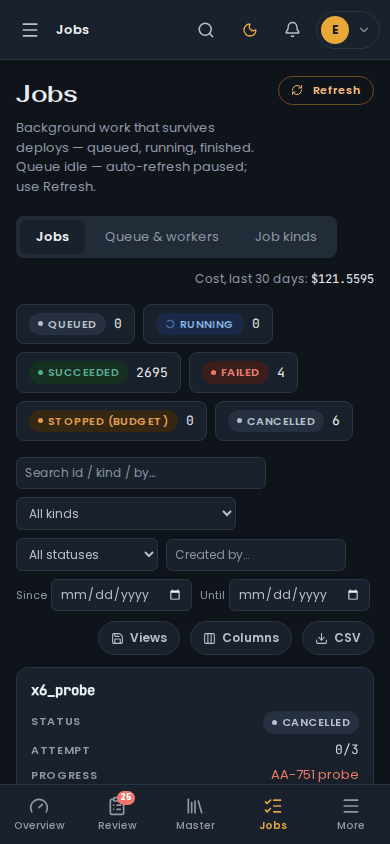 Jobs
E
Jobs
Refresh
Background work that survives
deploys — queued, running, finished.
Queue idle — auto-refresh paused;
use Refresh.
Jobs Queue & workers Job kinds
Cost, last 30 days: $121.5595
QUEUED 0 RUNNING 0
SUCCEEDED 2695 FAILED 4
STOPPED (BUDGET) 0 CANCELLED 6
Search id / kind / by…
All kinds
All statuses Created by…
Since mm/dd/yyyy Until mm/dd/yyyy
Views Columns CSV
x6_probe
STATUS CANCELLED
ATTEMPT 0/3
PROGRESS AA-751 probe
25
Overview Review Master Jobs More